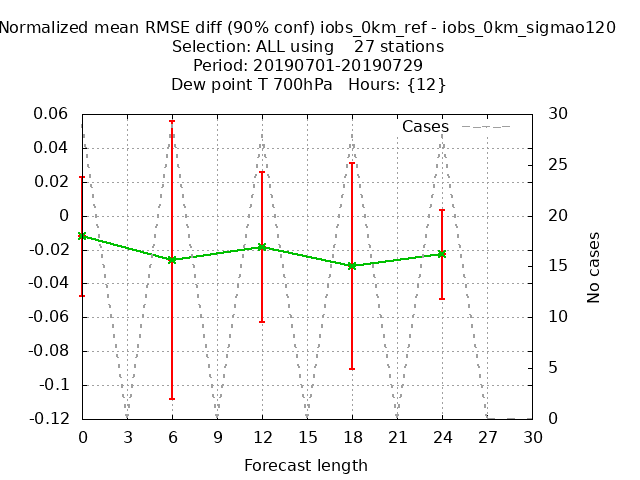 Normalized mean RMSE diff (90% conf) iobs_0km_ref - iobs_0km_sigmao120
Selection: ALL using    27 stations
Period: 20190701-20190729
Dew point T 700hPa   Hours: {12}
Cases
0.06
0.04
0.02
0
-0.02
-0.04
-0.06
-0.08
-0.1
-0.12
30
25
20
15
10
5
0
No cases
0 3 6 9 12 15 18 21 24 27 30
Forecast length